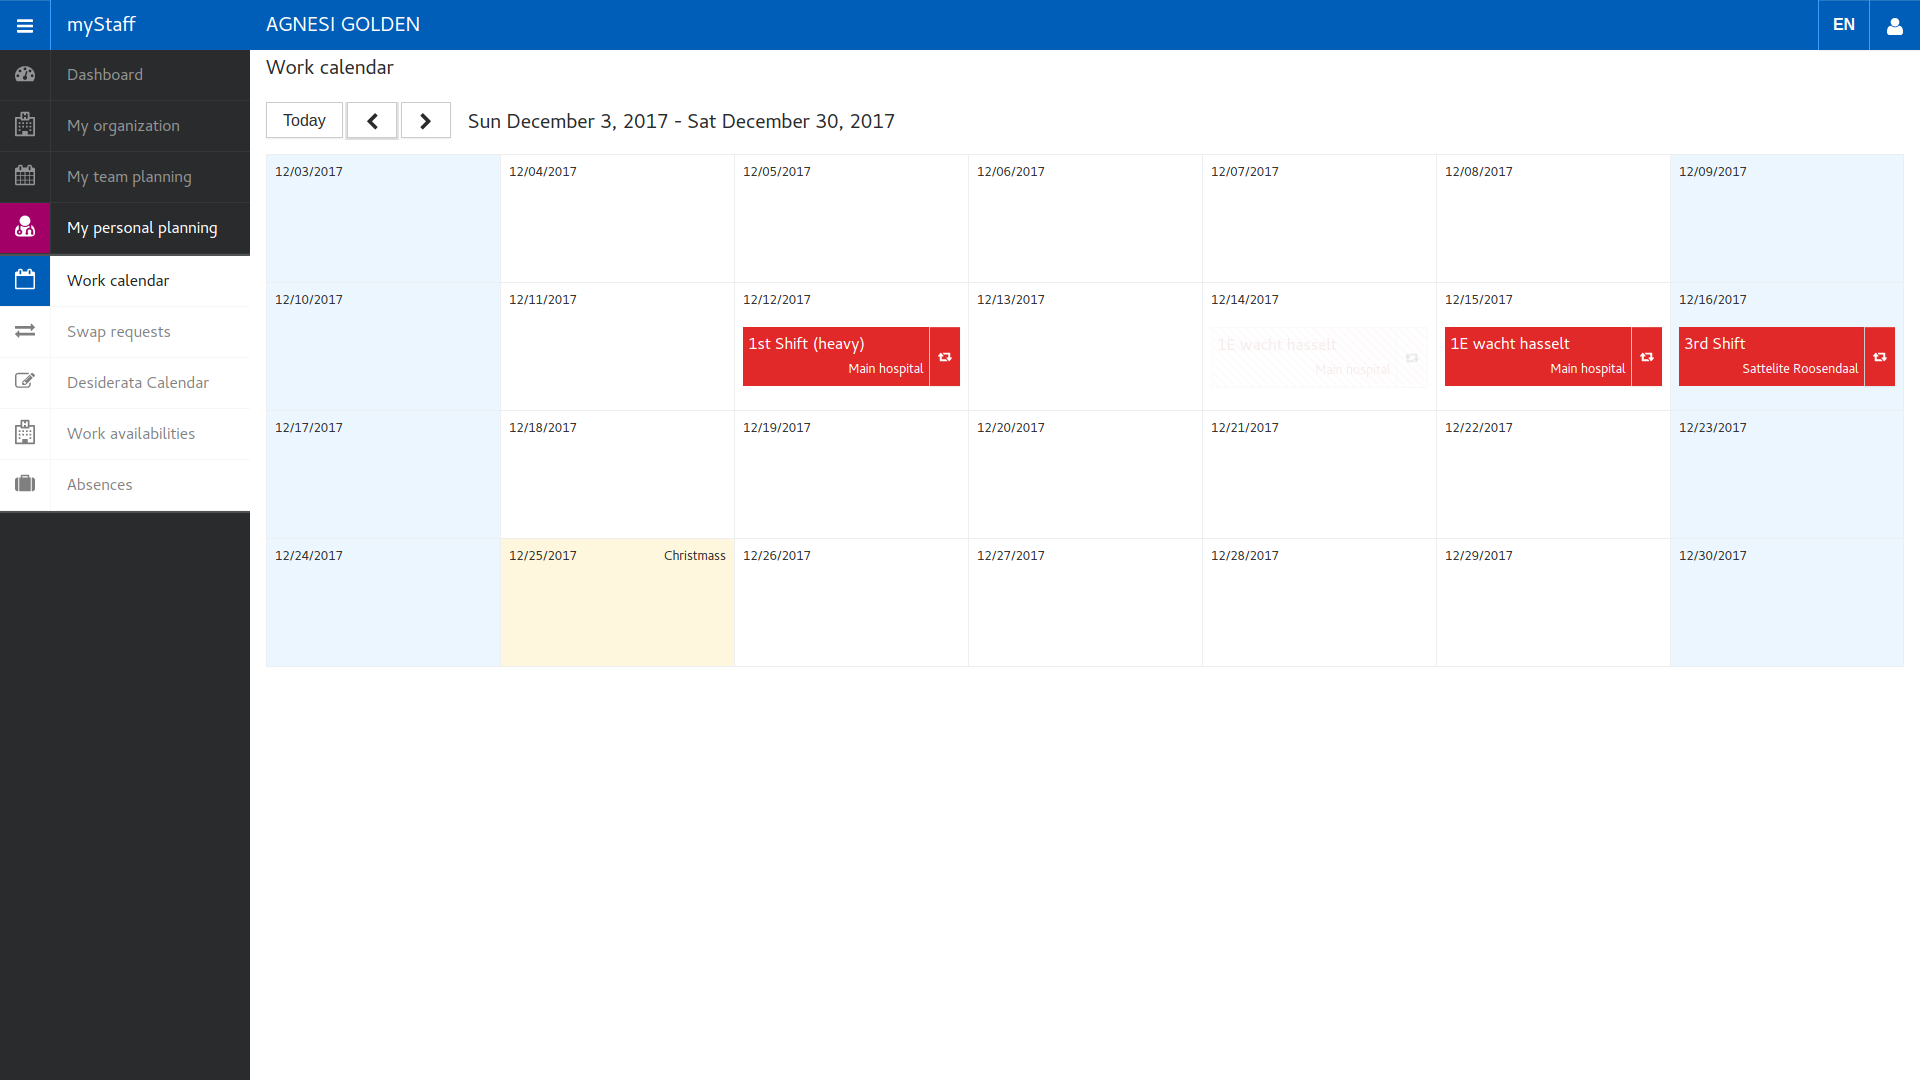 myStaff
AGNESI GOLDEN
EN
Dashboard
My organization
My team planning
My personal planning
Work calendar
Swap requests
Desiderata Calendar
Work availabilities
Absences
Work calendar
Today
Sun December 3, 2017 - Sat December 30, 2017
12/03/2017
12/04/2017
12/05/2017
12/06/2017
12/07/2017
12/08/2017
12/09/2017
12/10/2017
12/11/2017
12/12/2017
1st Shift (heavy)
Main hospital
12/13/2017
12/14/2017
1E wacht hasselt
Main hospital
12/15/2017
1E wacht hasselt
Main hospital
12/16/2017
3rd Shift
Sattelite Roosendaal
12/17/2017
12/18/2017
12/19/2017
12/20/2017
12/21/2017
12/22/2017
12/23/2017
12/24/2017
12/25/2017 Christmass
12/26/2017
12/27/2017
12/28/2017
12/29/2017
12/30/2017